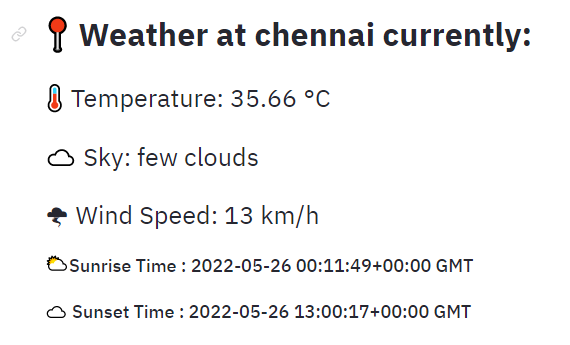 Weather at chennai currently:
Temperature: 35.66 °C
Sky: few clouds
Wind Speed: 13 km/h
Sunrise Time : 2022-05-26 00:11:49+00:00 GMT
Sunset Time : 2022-05-26 13:00:17+00:00 GMT